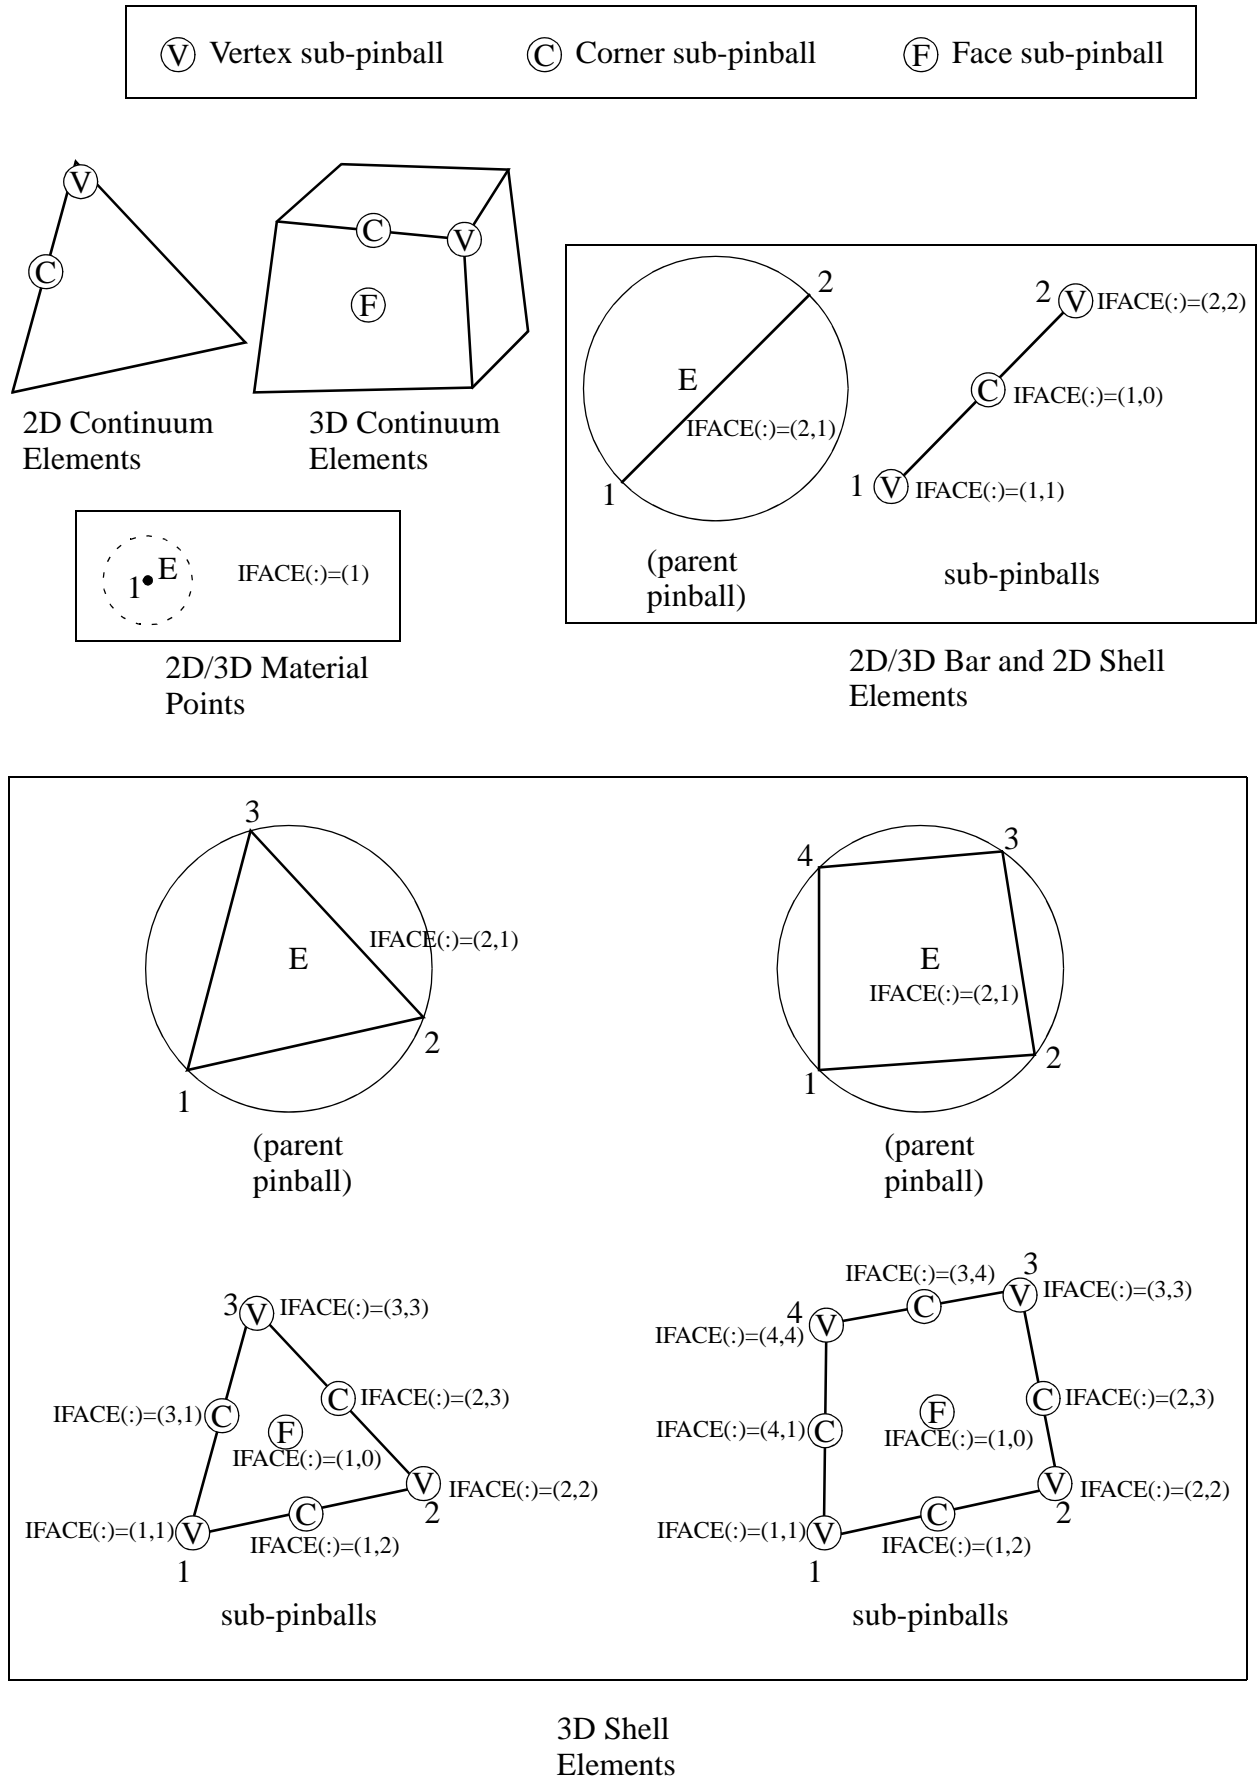 V Vertex sub-pinball C Corner sub-pinball F Face sub-pinball
V
C
2D Continuum
Elements
C
V
F
3D Continuum
Elements
1 E IFACE(:)=(1)
2D/3D Material
Points
2
E
IFACE(:)=(2,1)
1
(parent
pinball)
2 V IFACE(:)=(2,2)
C IFACE(:)=(1,0)
1 V IFACE(:)=(1,1)
sub-pinballs
2D/3D Bar and 2D Shell
Elements
3
IFACE(:)=(2,1)
E
2
1
(parent
pinball)
3
4
E
IFACE(:)=(2,1)
2
1
(parent
pinball)
3 V IFACE(:)=(3,3)
C IFACE(:)=(2,3)
IFACE(:)=(3,1) C
F
IFACE(:)=(1,0)
V IFACE(:)=(2,2)
2
C
IFACE(:)=(1,1) V
IFACE(:)=(1,2)
1
sub-pinballs
3
IFACE(:)=(3,4)
V IFACE(:)=(3,3)
C
4
V
IFACE(:)=(4,4)
C IFACE(:)=(2,3)
F
IFACE(:)=(4,1) C
IFACE(:)=(1,0)
V IFACE(:)=(2,2)
2
C
IFACE(:)=(1,1) V
IFACE(:)=(1,2)
1
sub-pinballs
3D Shell
Elements